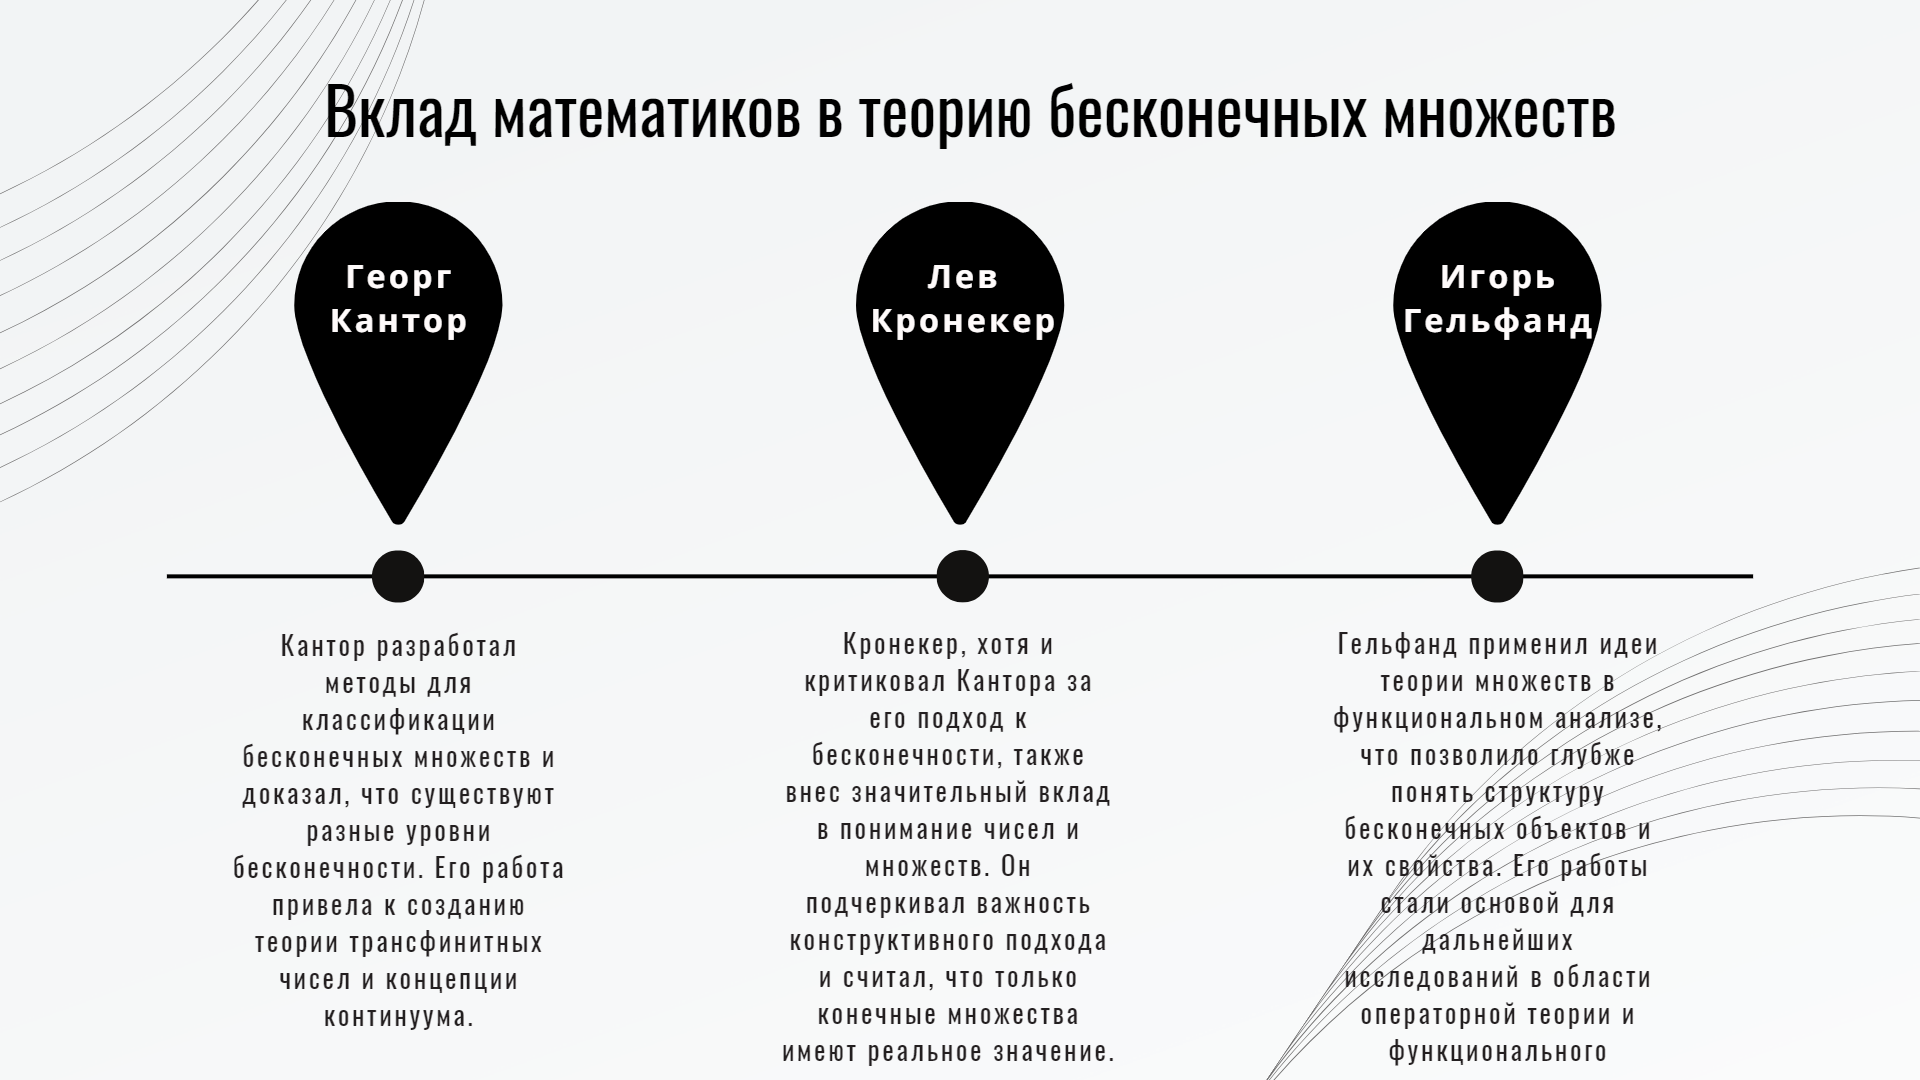 Вклад математиков в теорию бесконечных множеств
Георг
Кантор
Лев
Кронекер
Игорь
Гельфанд
Кантор разработал
методы для
классификации
бесконечных множеств и
доказал, что существуют
разные уровни
бесконечности. Его работа
привела к созданию
теории трансфинитных
чисел и концепции
континуума.
Кронекер, хотя и
критиковал Кантора за
его подход к
бесконечности, также
внес значительный вклад
в понимание чисел и
множеств. Он
подчеркивал важность
конструктивного подхода
и считал, что только
конечные множества
имеют реальное значение.
Гельфанд применил идеи
теории множеств в
функциональном анализе,
что позволило глубже
понять структуру
бесконечных объектов и
их свойства. Его работы
стали основой для
дальнейших
исследований в области
операторной теории и
функционального